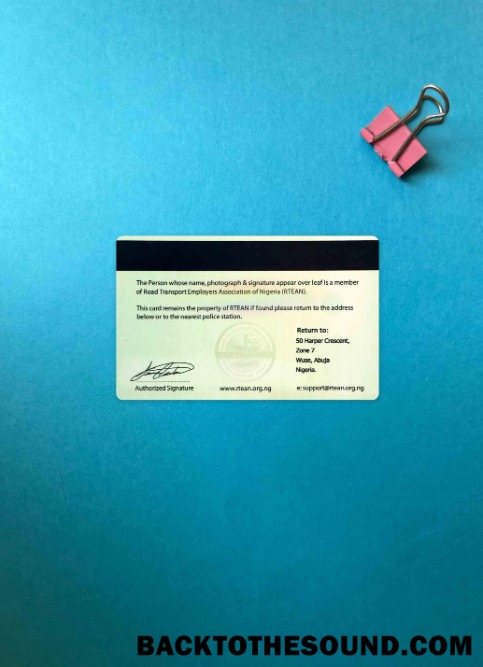 The Person whose name, photograph & signature appear over leaf is a member
of Road Transport Employers Association of Nigeria (RTEAN).
This card remains the property of RTEAN if found please return to the address
below or to the nearest police station.
Return to:
50 Harper Crescent,
Zone 7
Wuse, Abuja
Nigeria.
Authorized Signature
www.rtean.org.ng
e: support@rtean.org.ng
BACKTOTHESOUND.COM